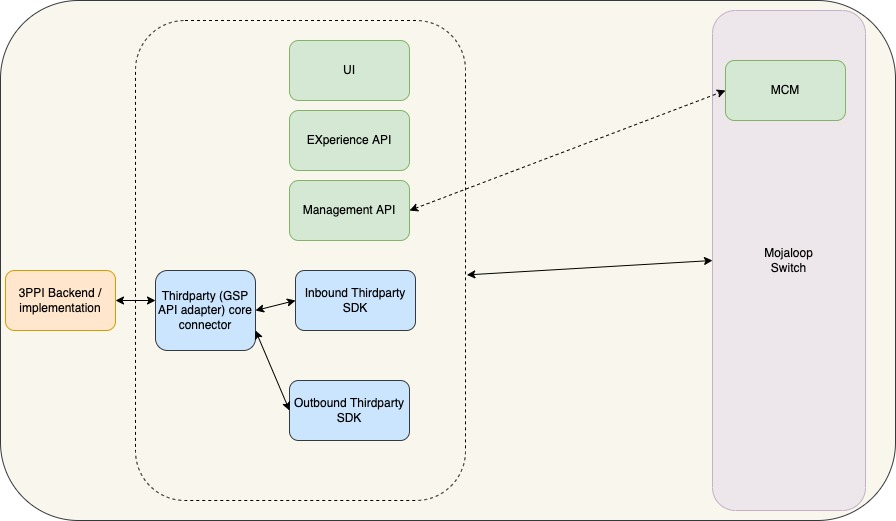 UI
EXperience API
Management API
MCM
Mojaloop
Switch
3PPI Backend /
implementation
Thirdparty (GSP
API adapter) core
connector
Inbound Thirdparty
SDK
Outbound Thirdparty
SDK